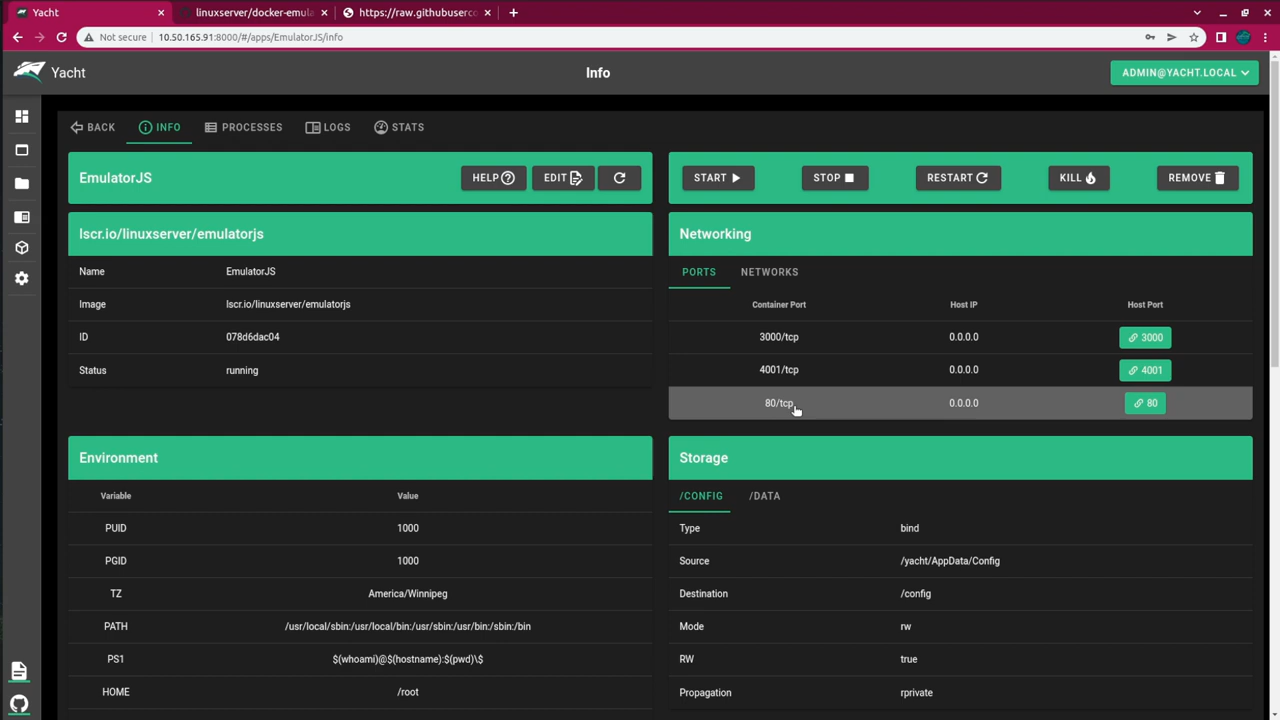 Yacht
linuxserver/docker-emula
https://raw.githubuserco
Not secure
10.50.165.91:8000/#/apps/EmulatorJS/info
Yacht
Info
ADMIN@YACHT.LOCAL
BACK
INFO
PROCESSES
LOGS
STATS
EmulatorJS
HELP
EDIT
START
STOP
RESTART
KILL
REMOVE
lscr.io/linuxserver/emulatorjs
Name EmulatorJS
Image lscr.io/linuxserver/emulatorjs
ID 078d6dac04
Status running
Networking
PORTS NETWORKS
Container Port Host IP Host Port
3000/tcp 0.0.0.0 3000
4001/tcp 0.0.0.0 4001
80/tcp 0.0.0.0 80
Environment
Variable Value
PUID 1000
PGID 1000
TZ America/Winnipeg
PATH /usr/local/sbin:/usr/local/bin:/usr/sbin:/usr/bin:/sbin:/bin
PS1 $(whoami)@$(hostname):$(pwd)\$
HOME /root
Storage
/CONFIG /DATA
Type bind
Source /yacht/AppData/Config
Destination /config
Mode rw
RW true
Propagation rprivate